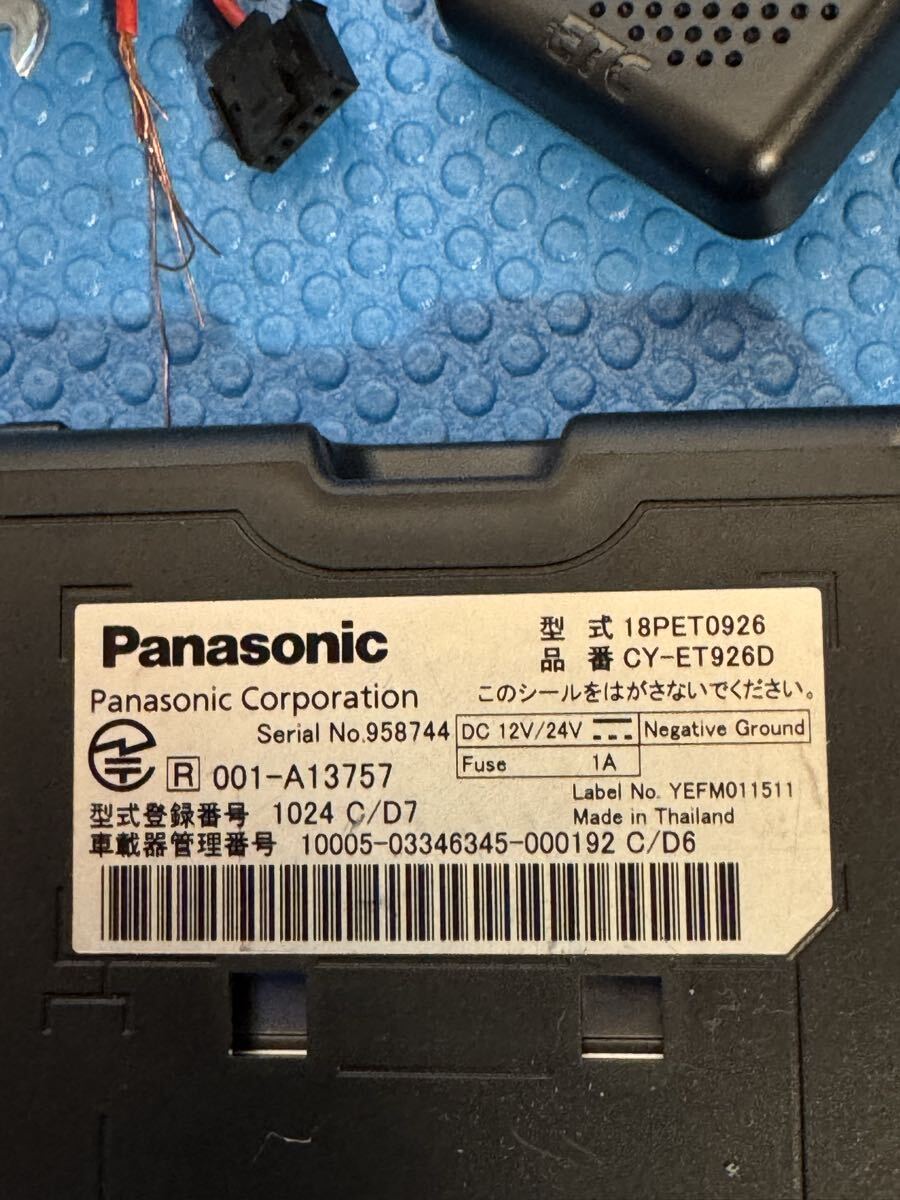 ETC
Panasonic
型式 18PET0926
品番 CY-ET926D
Panasonic Corporation
このシールをはがさないでください。
Serial No.958744
DC 12V/24V
Negative Ground
Fuse 1A
R 001-A13757
Label No. YEFM011511
型式登録番号 1024 C/D7
Made in Thailand
車載器管理番号 10005-03346345-000192 C/D6